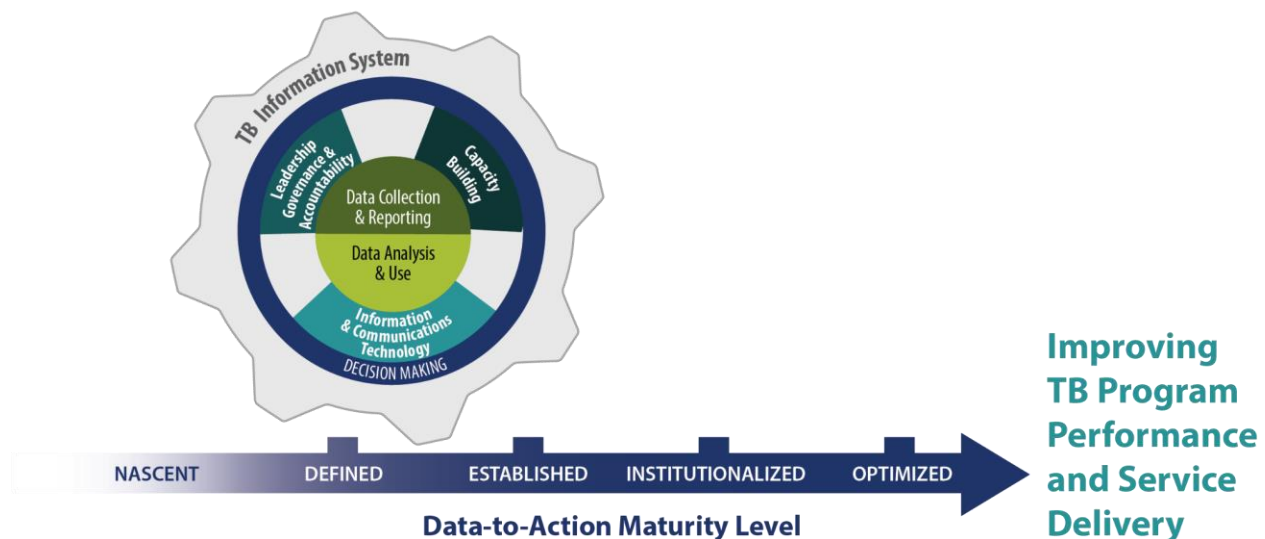 TB Information System
Leadership
Governance &
Accountability
Capacity
Building
Data Collection
& Reporting
Data Analysis
& Use
Information
& Communications
Technology
DECISION MAKING
NASCENT
DEFINED
ESTABLISHED
INSTITUTIONALIZED
OPTIMIZED
Data-to-Action Maturity Level
Improving
TB Program
Performance
and Service
Delivery